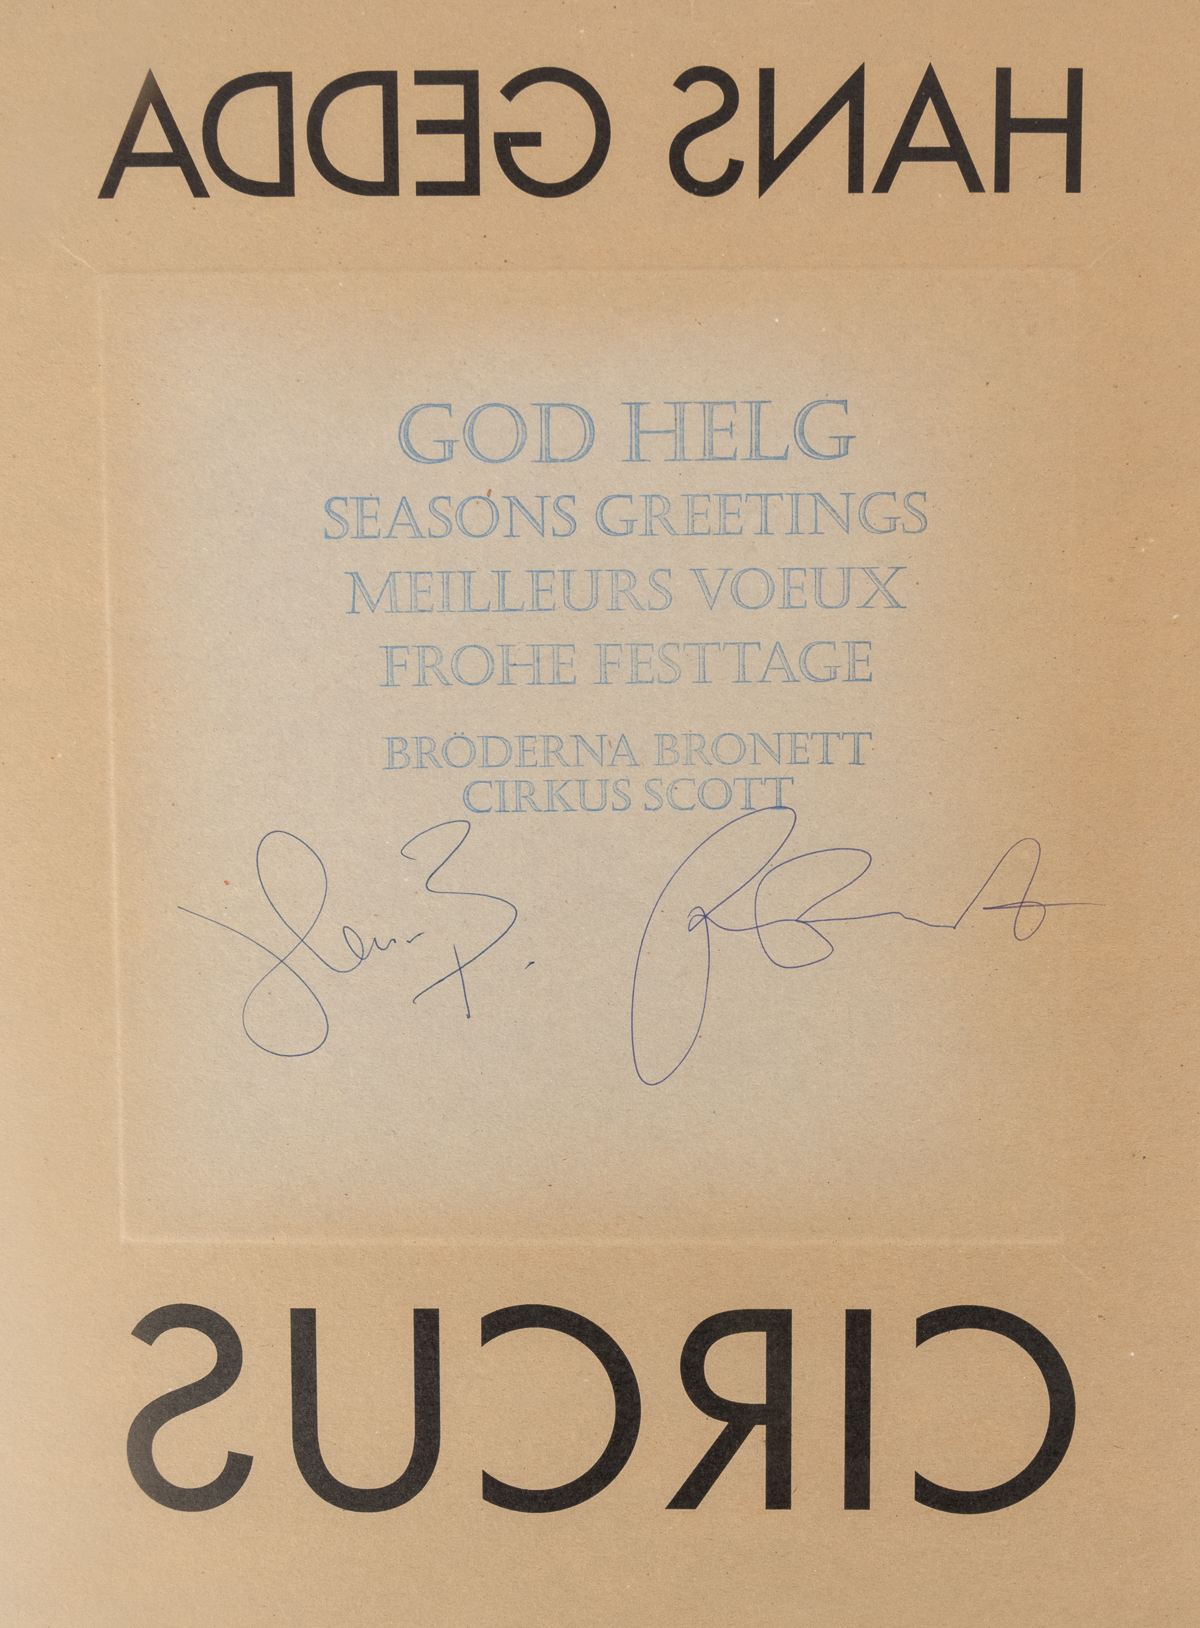 HANS GEDDA
GOD HELG
SEASONS GREETINGS
MEILLEURS VOEUX
FROHE FESTTAGE
BRÖDERNA BRONETT
CIRKUS SCOTT
CIRCUS